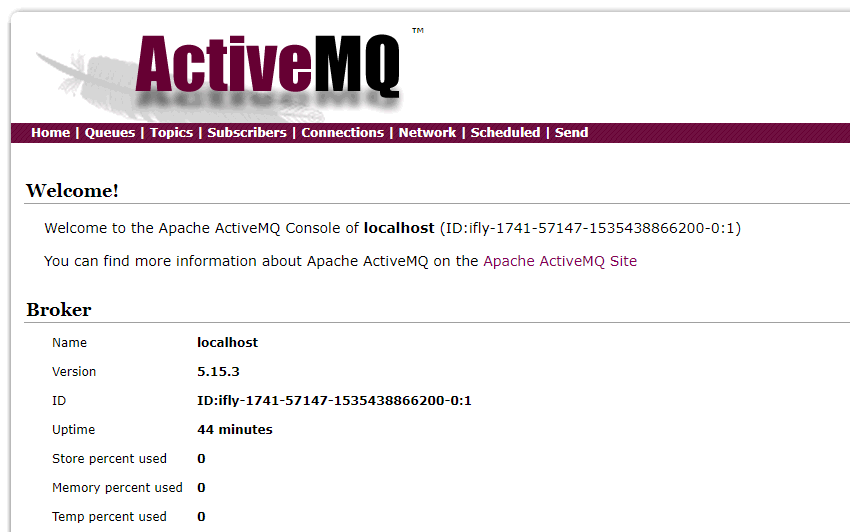 ActiveMQ ™
Home | Queues | Topics | Subscribers | Connections | Network | Scheduled | Send
Welcome!
Welcome to the Apache ActiveMQ Console of localhost (ID:ifly-1741-57147-1535438866200-0:1)
You can find more information about Apache ActiveMQ on the Apache ActiveMQ Site
Broker
Name localhost
Version 5.15.3
ID ID:ifly-1741-57147-1535438866200-0:1
Uptime 44 minutes
Store percent used 0
Memory percent used 0
Temp percent used 0